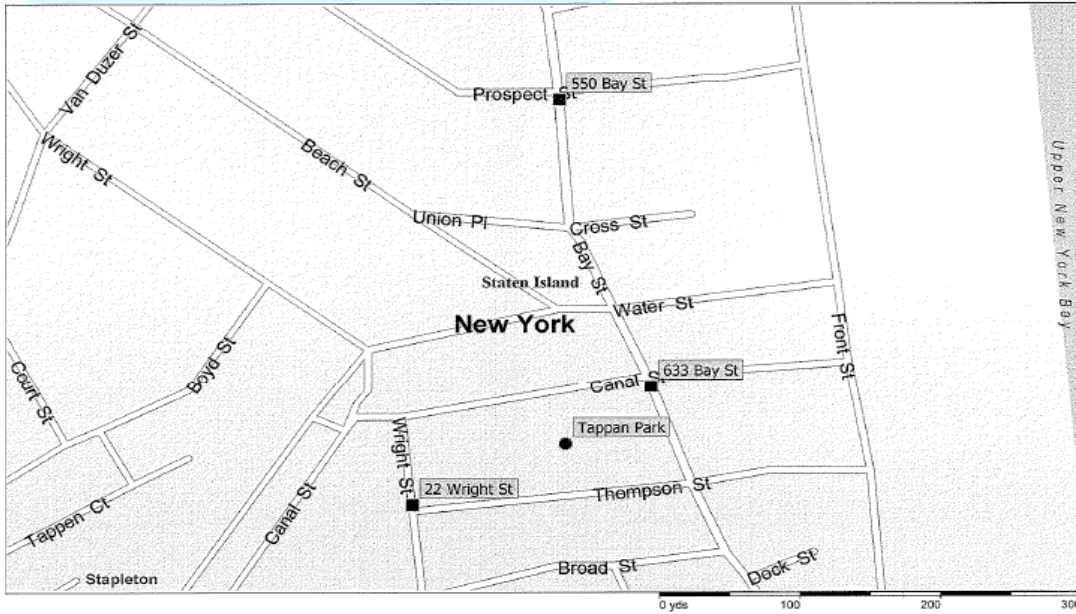 Van Duzer St
550 Bay St
Prospect St
Wright St
Beach St
Union Pl
Cross St
Bay St
Upper New York Bay
Staten Island
Water St
New York
Front St
Court St
Boyd St
633 Bay St
Canal St
Tappan Park
Wright St
22 Wright St
Thompson St
Canal St
Tappen Ct
Broad St
Dock St
Stapleton
0 yds 100 200 300